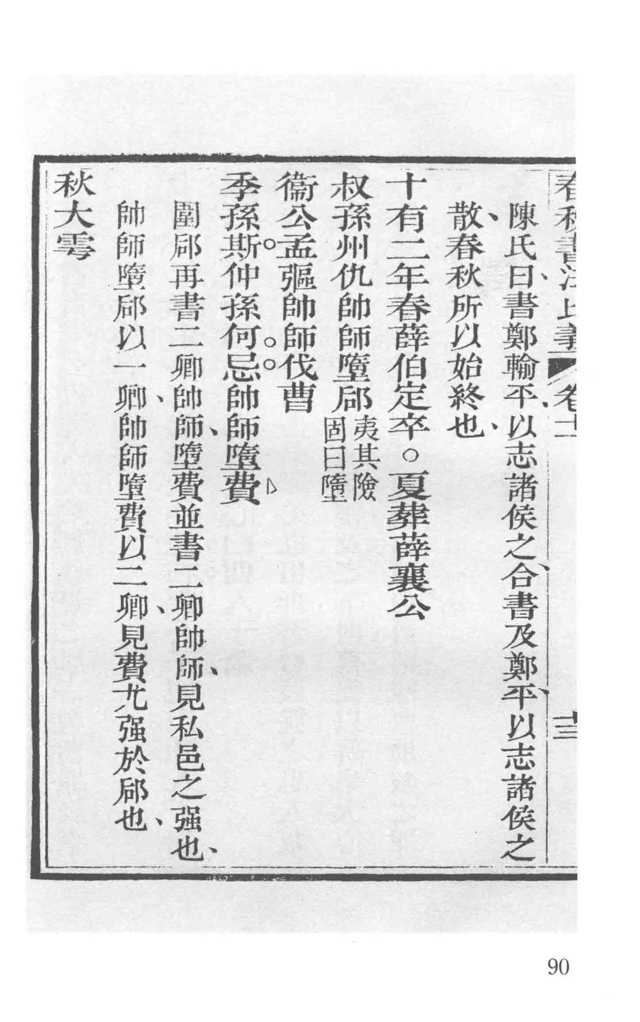 春秋書法比義 卷十二 十三
陳氏曰書鄭輸平以志諸侯之合書及鄭平以志諸侯之
散春秋所以始終也
十有二年春薛伯定卒○夏葬薛襄公
叔孫州仇帥師墮郈夷其險固曰墮
衞公孟彄帥師伐曹
季孫斯仲孫何忌帥師墮費
圍郈再書二卿帥師墮費並書二卿帥師見私邑之强也
帥師墮郈以一卿帥師墮費以二卿見費尤强於郈也
秋大雩
90